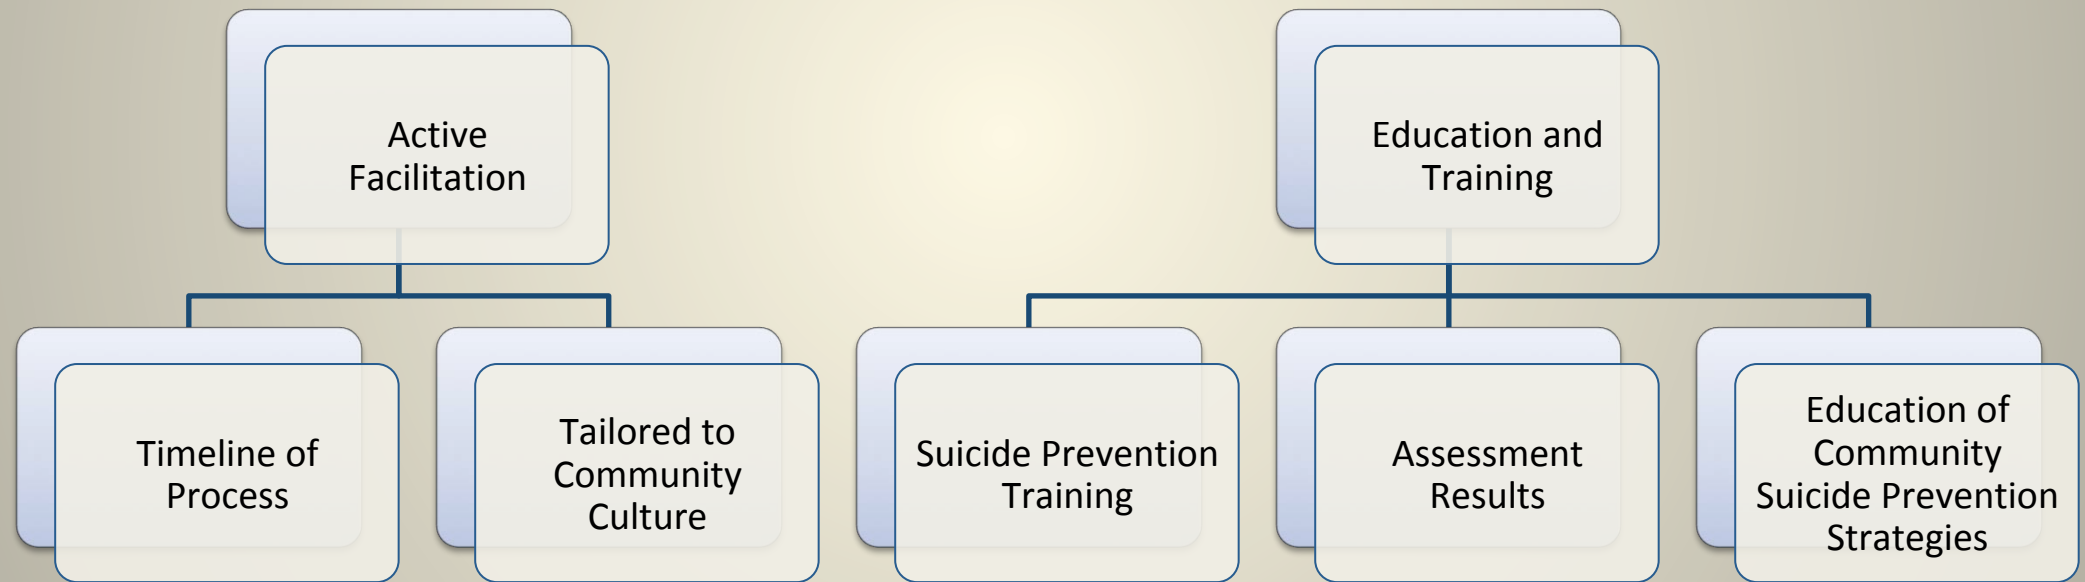 Active
Facilitation
Education and
Training
Timeline of
Process
Tailored to
Community
Culture
Suicide Prevention
Training
Assessment
Results
Education of
Community
Suicide Prevention
Strategies